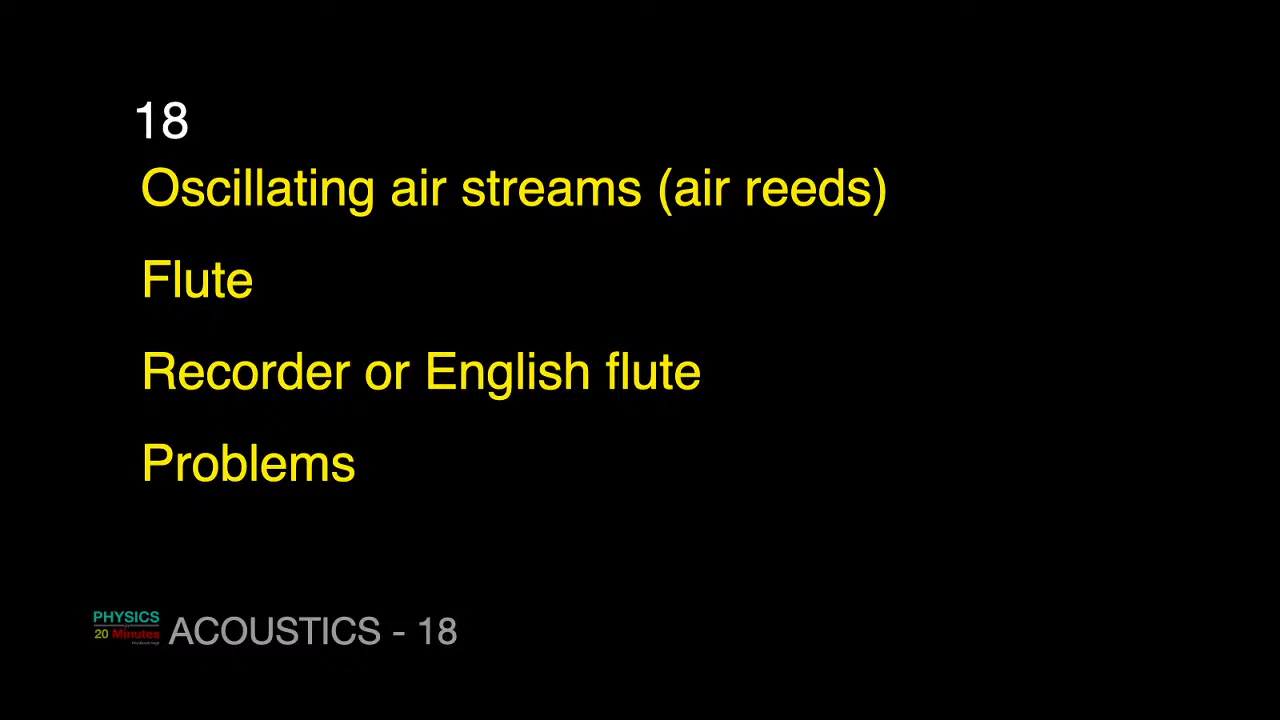 18
Oscillating air streams (air reeds)
Flute
Recorder or English flute
Problems
PHYSICS
20 Minutes
ACOUSTICS - 18